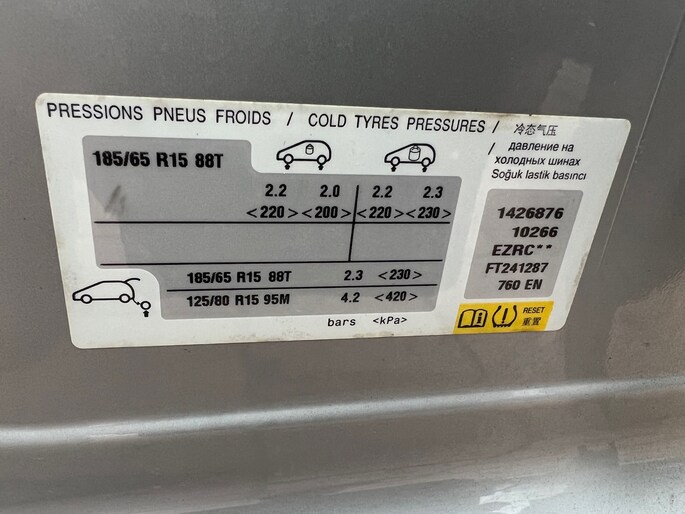 PRESSIONS PNEUS FROIDS / COLD TYRES PRESSURES / 冷态气压
/ давление на
холодных шинах
Soğuk lastik basıncı
185/65 R15 88T
2.2 2.0 2.2 2.3
<220> <200> <220> <230>
185/65 R15 88T 2.3 <230>
125/80 R15 95M 4.2 <420>
bars <kPa>
1426876
10266
EZRC**
FT241287
760 EN
RESET
重置